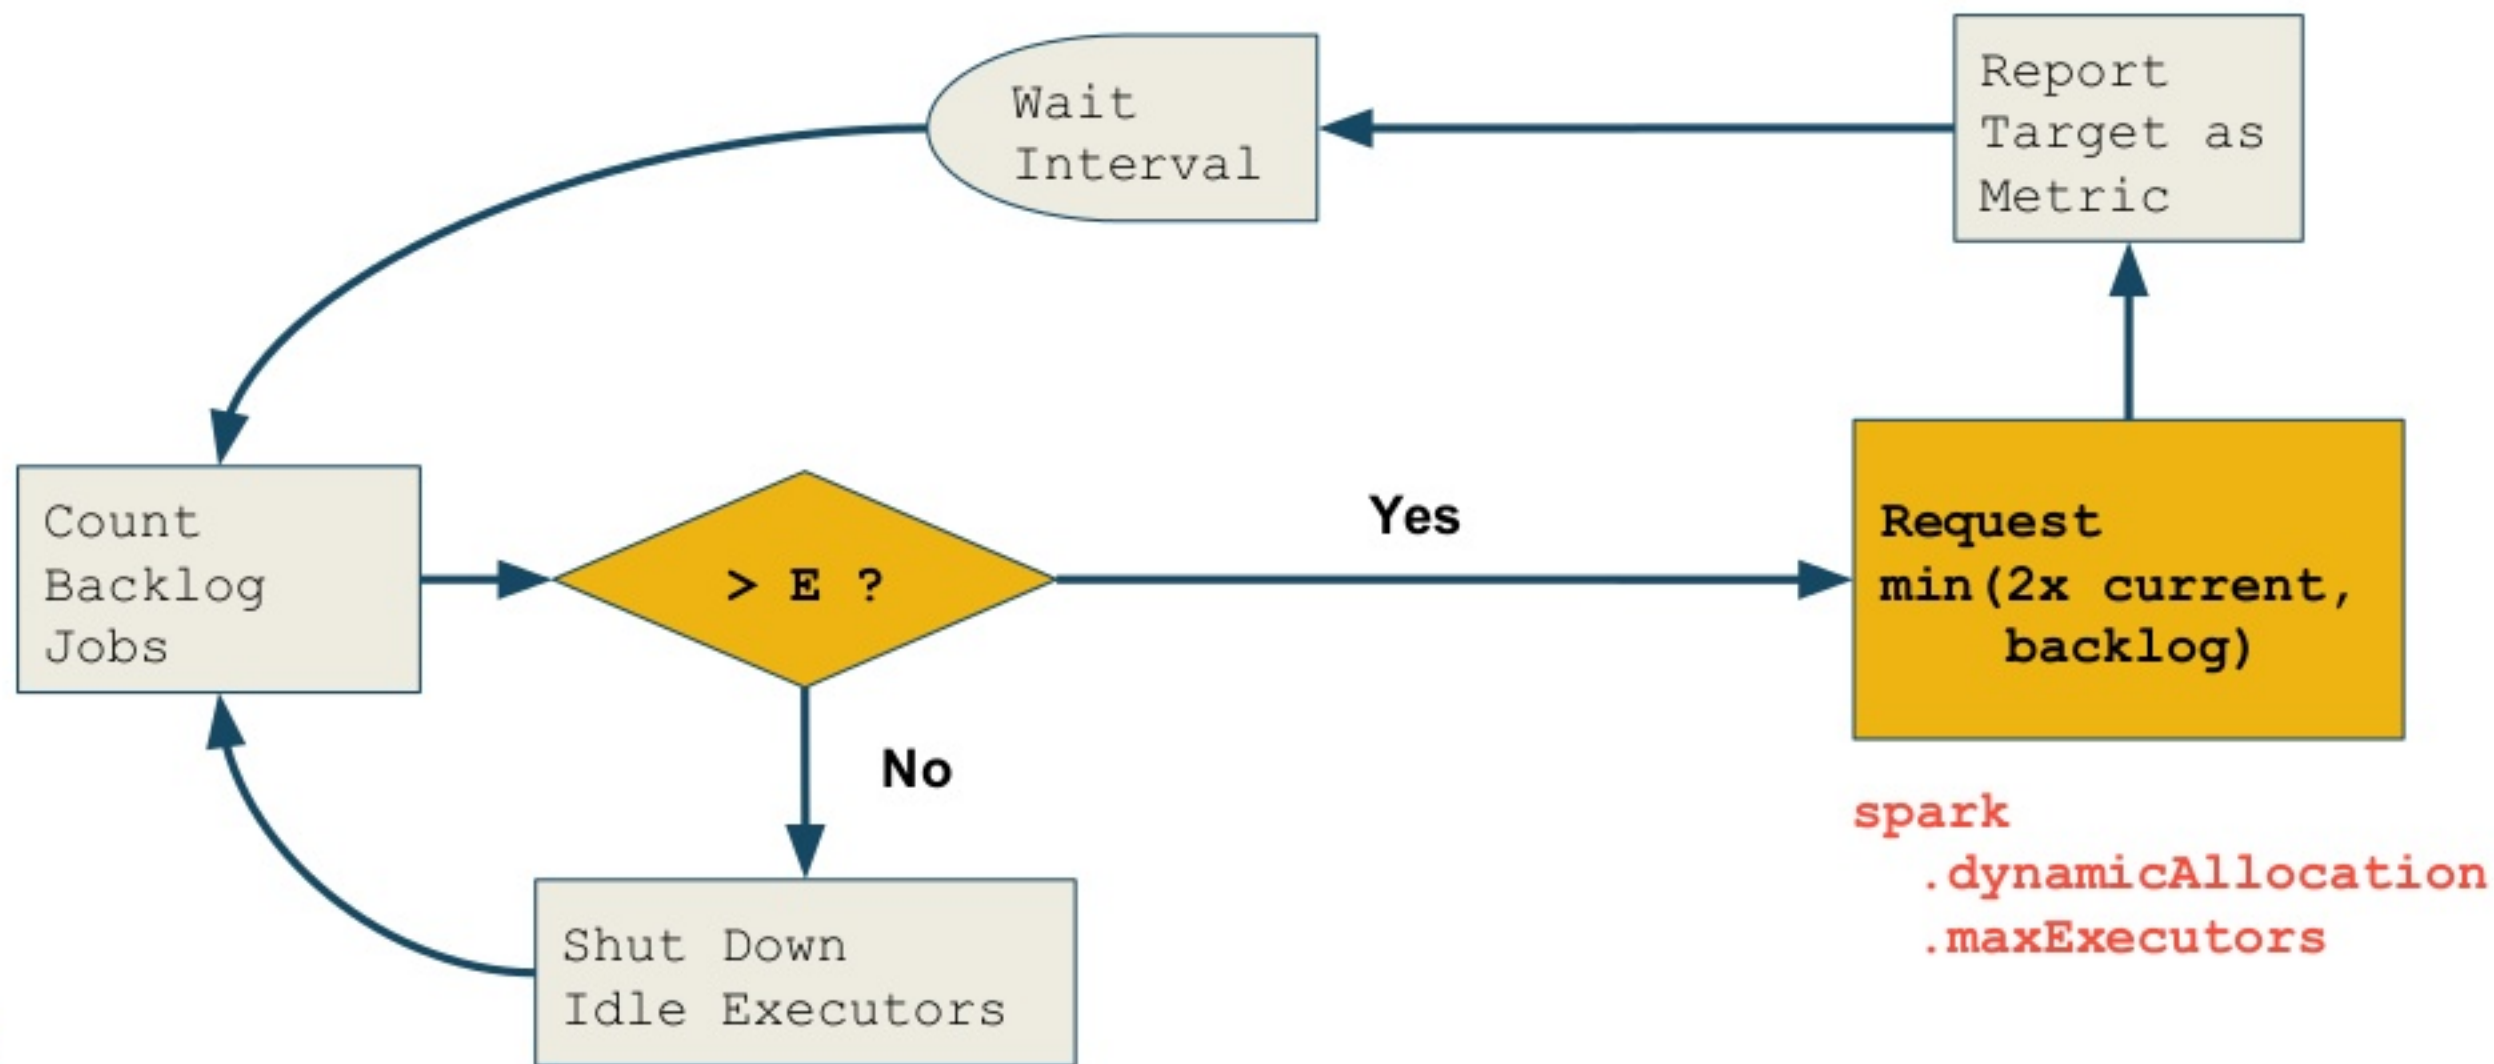 Wait
Interval
Report
Target as
Metric
Count
Backlog
Jobs
> E ?
Yes
Request
min(2x current,
backlog)
No
spark
.dynamicAllocation
.maxExecutors
Shut Down
Idle Executors